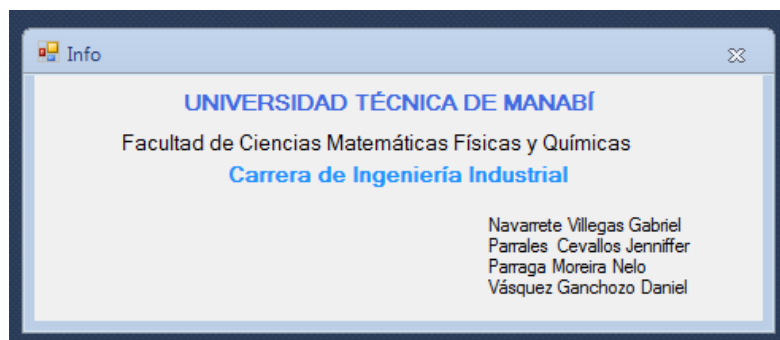 Info
UNIVERSIDAD TÉCNICA DE MANABÍ
Facultad de Ciencias Matemáticas Físicas y Químicas
Carrera de Ingeniería Industrial
Navarrete Villegas Gabriel
Parrales Cevallos Jenniffer
Parraga Moreira Nelo
Vásquez Ganchozo Daniel